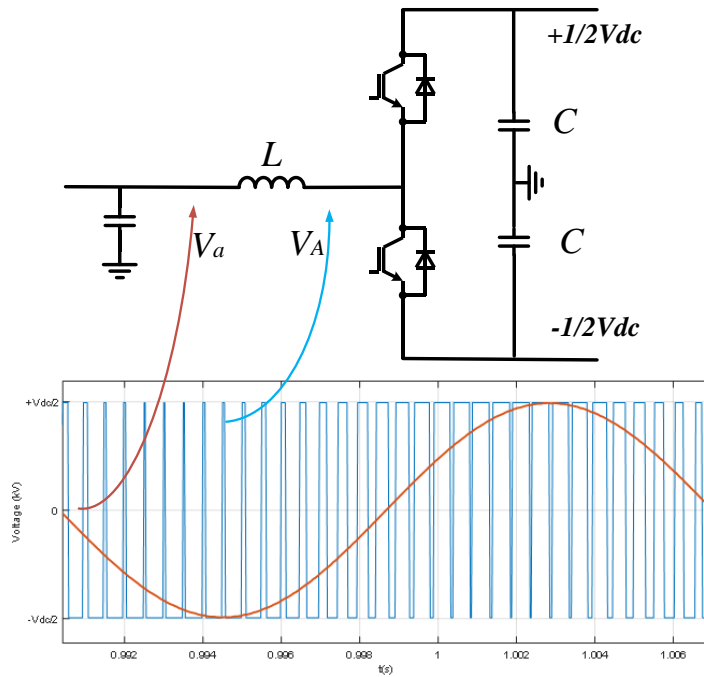 +1/2Vdc
C
L
Va
VA
C
-1/2Vdc
+Vdc/2
0
-Vdc/2
Voltage (kV)
0.992
0.994
0.996
0.998
1
1.002
1.004
1.006
t(s)